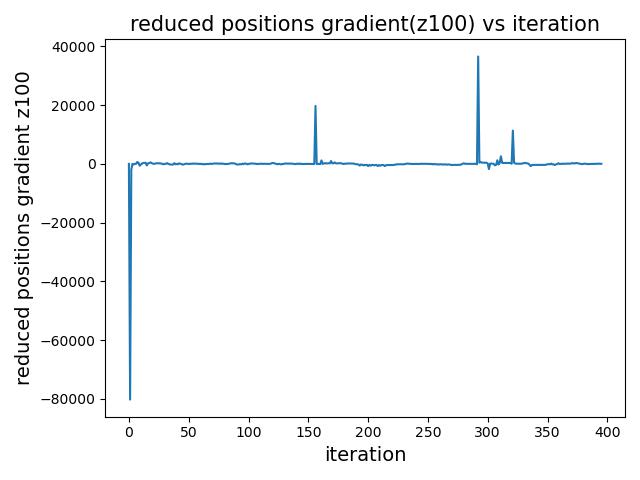 reduced positions gradient(z100) vs iteration
reduced positions gradient z100
40000
20000
0
−20000
−40000
−60000
−80000
0 50 100 150 200 250 300 350 400
iteration